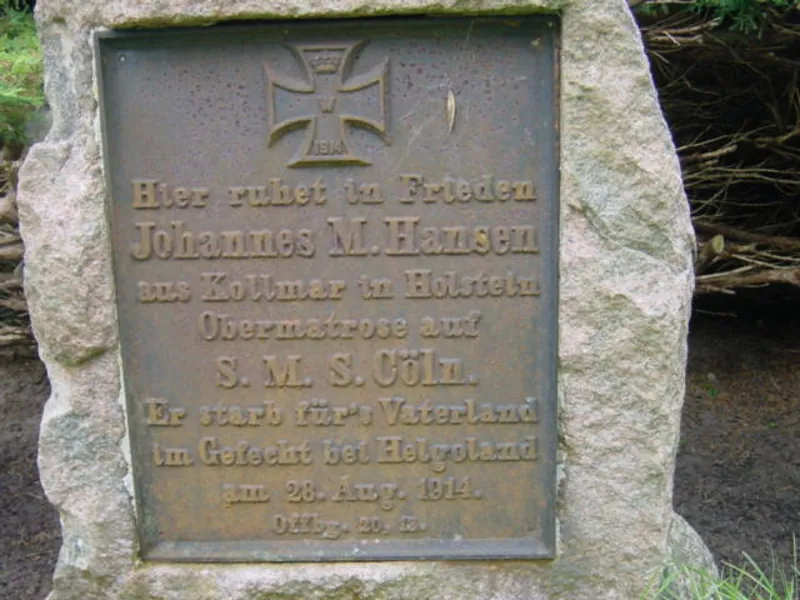 W
1914
Hier ruhet in Frieden
Johannes M. Hansen
aus Kollmar in Holstein
Obermatrose auf
S. M. S. Cöln.
Er starb für's Vaterland
im Gefecht bei Helgoland
am 28. Aug. 1914.
Offbg. 20. 13.